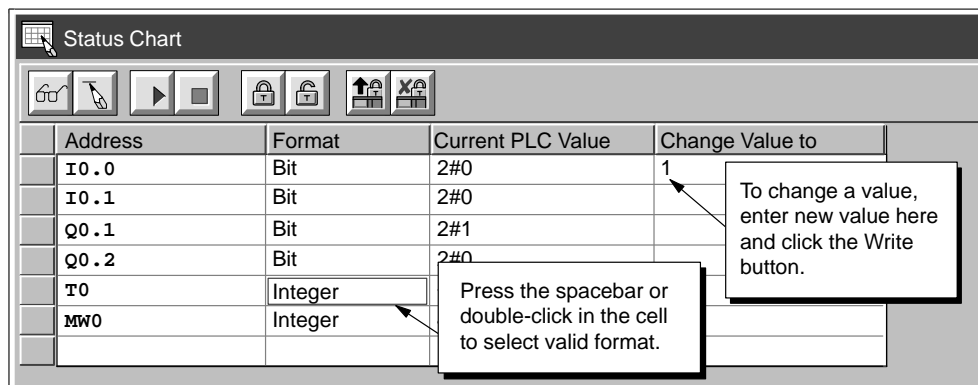 Status Chart
Address Format Current PLC Value Change Value to
I0.0 Bit 2#0 1
I0.1 Bit 2#0
Q0.1 Bit 2#1
Q0.2 Bit 2#0
T0 Integer
MW0 Integer
To change a value,
enter new value here
and click the Write
button.
Press the spacebar or
double-click in the cell
to select valid format.